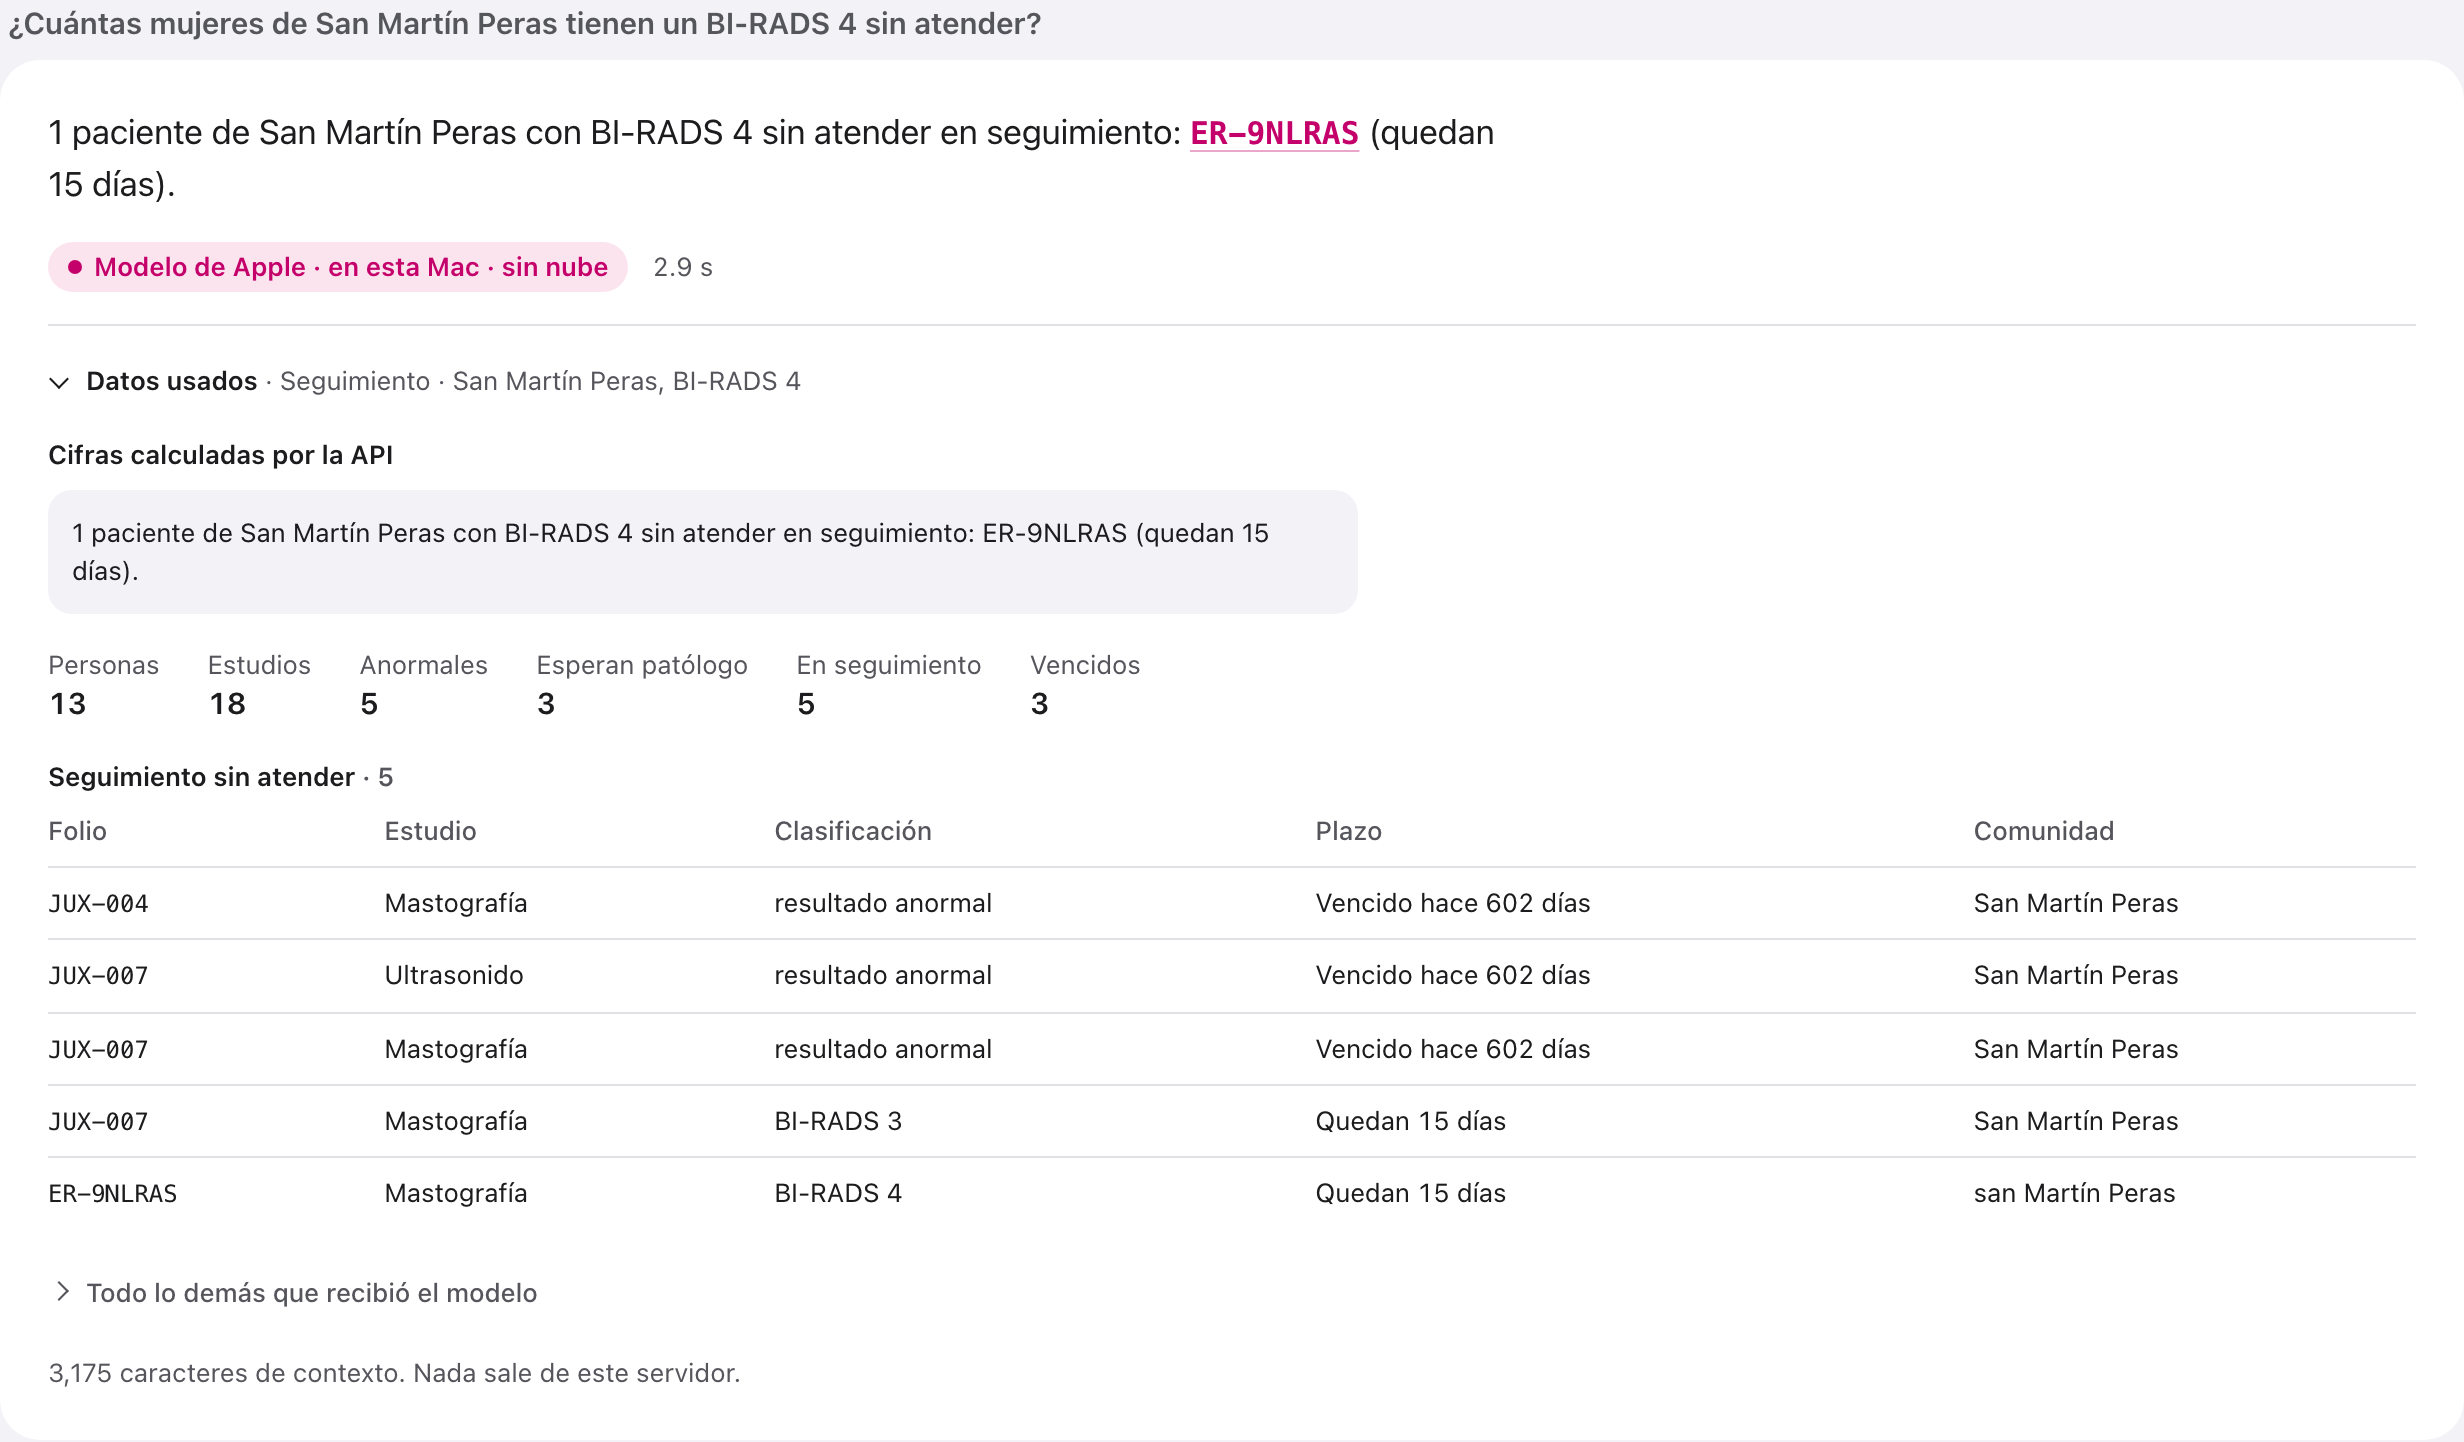 ¿Cuántas mujeres de San Martín Peras tienen un BI-RADS 4 sin atender?
1 paciente de San Martín Peras con BI-RADS 4 sin atender en seguimiento: ER-9NLRAS (quedan
15 días).
Modelo de Apple · en esta Mac · sin nube 2.9 s
Datos usados · Seguimiento · San Martín Peras, BI-RADS 4
Cifras calculadas por la API
1 paciente de San Martín Peras con BI-RADS 4 sin atender en seguimiento: ER-9NLRAS (quedan 15
días).
Personas Estudios Anormales Esperan patólogo En seguimiento Vencidos
13 18 5 3 5 3
Seguimiento sin atender · 5
Folio Estudio Clasificación Plazo Comunidad
JUX-004 Mastografía resultado anormal Vencido hace 602 días San Martín Peras
JUX-007 Ultrasonido resultado anormal Vencido hace 602 días San Martín Peras
JUX-007 Mastografía resultado anormal Vencido hace 602 días San Martín Peras
JUX-007 Mastografía BI-RADS 3 Quedan 15 días San Martín Peras
ER-9NLRAS Mastografía BI-RADS 4 Quedan 15 días san Martín Peras
Todo lo demás que recibió el modelo
3,175 caracteres de contexto. Nada sale de este servidor.